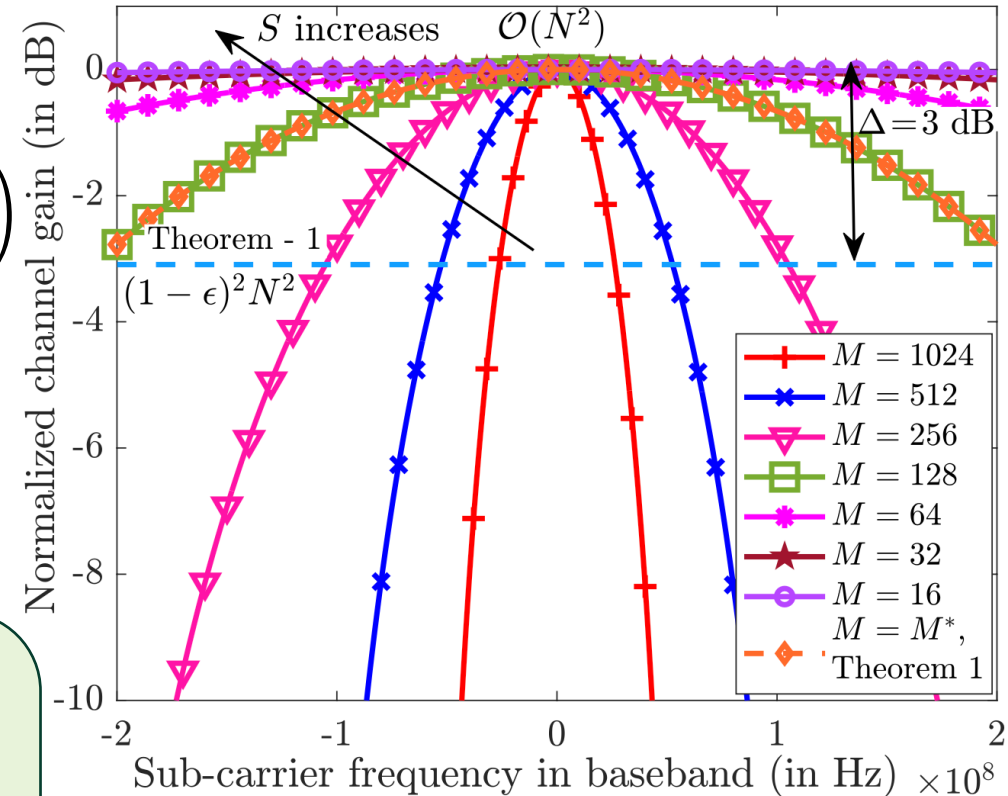 S increases
O(N²)
Δ=3 dB
Theorem - 1
(1 − ϵ)²N²
Normalized channel gain (in dB)
0
-2
-4
-6
-8
-10
M = 1024
M = 512
M = 256
M = 128
M = 64
M = 32
M = 16
M = M*,
Theorem 1
-2
-1
0
1
2
Sub-carrier frequency in baseband (in Hz) ×10⁸
)